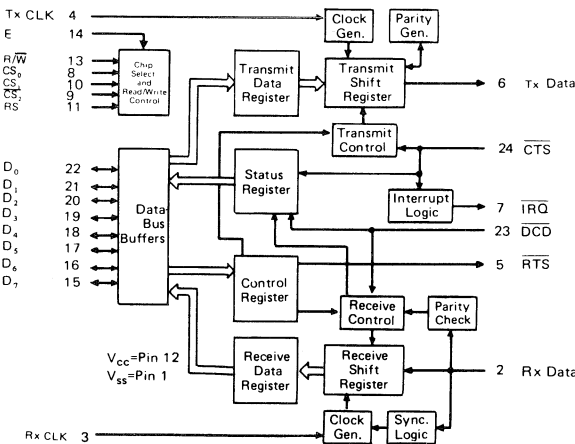 Tx CLK 4
E 14
R/W̅ 13
CS₀ 8
CS₁ 10
C̅S̅₂ 9
RS 11
Chip
Select
and
Read/Write
Control
Clock
Gen.
Parity
Gen.
Transmit
Data
Register
Transmit
Shift
Register
6 Tx Data
Transmit
Control
24 C̅T̅S̅
D₀ 22
D₁ 21
D₂ 20
D₃ 19
D₄ 18
D₅ 17
D₆ 16
D₇ 15
Data
Bus
Buffers
Status
Register
Interrupt
Logic
7 I̅R̅Q̅
23 D̅C̅D̅
5 R̅T̅S̅
Control
Register
Receive
Control
Parity
Check
Vcc=Pin 12
Vss=Pin 1
Receive
Data
Register
Receive
Shift
Register
2 Rx Data
Clock
Gen.
Sync.
Logic
Rx CLK 3